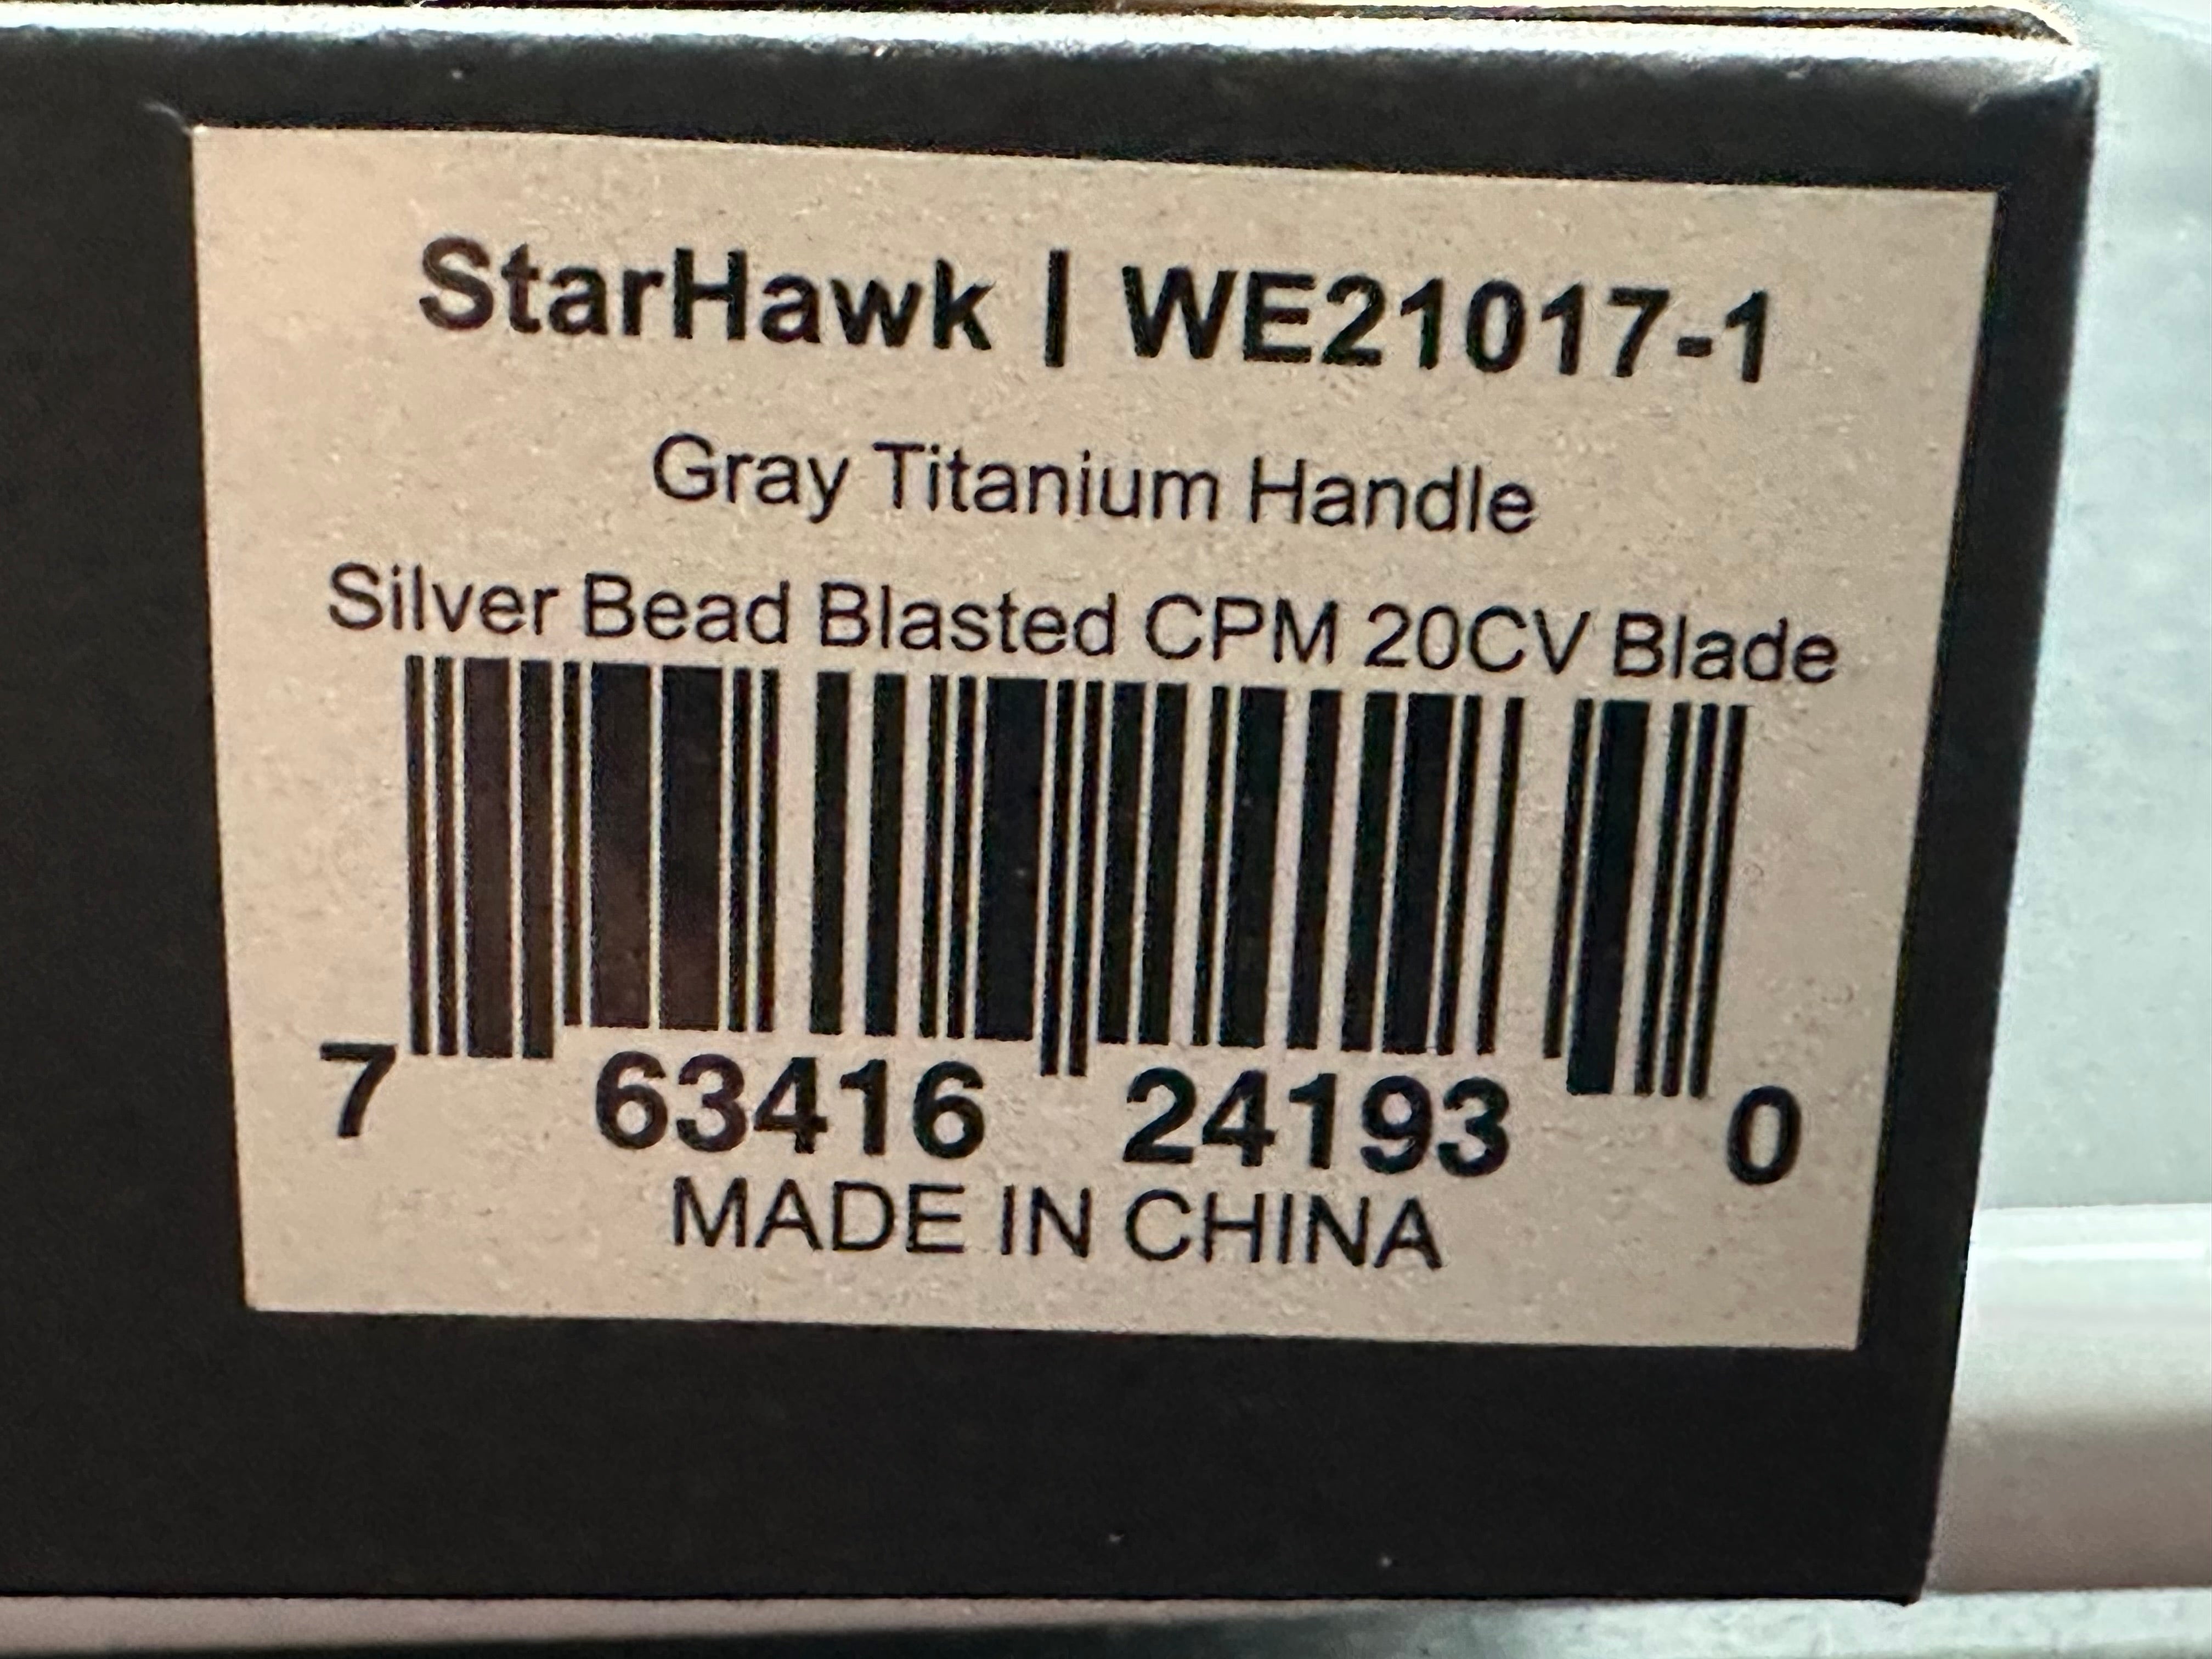 StarHawk | WE21017-1
Gray Titanium Handle
Silver Bead Blasted CPM 20CV Blade
7 63416 24193 0
MADE IN CHINA